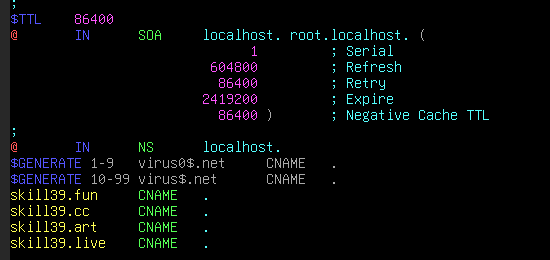 ;
$TTL 86400
@ IN SOA localhost. root.localhost. (
1 ; Serial
604800 ; Refresh
86400 ; Retry
2419200 ; Expire
86400 ) ; Negative Cache TTL
;
@ IN NS localhost.
$GENERATE 1-9 virus0$.net CNAME .
$GENERATE 10-99 virus$.net CNAME .
skill39.fun CNAME .
skill39.cc CNAME .
skill39.art CNAME .
skill39.live CNAME .